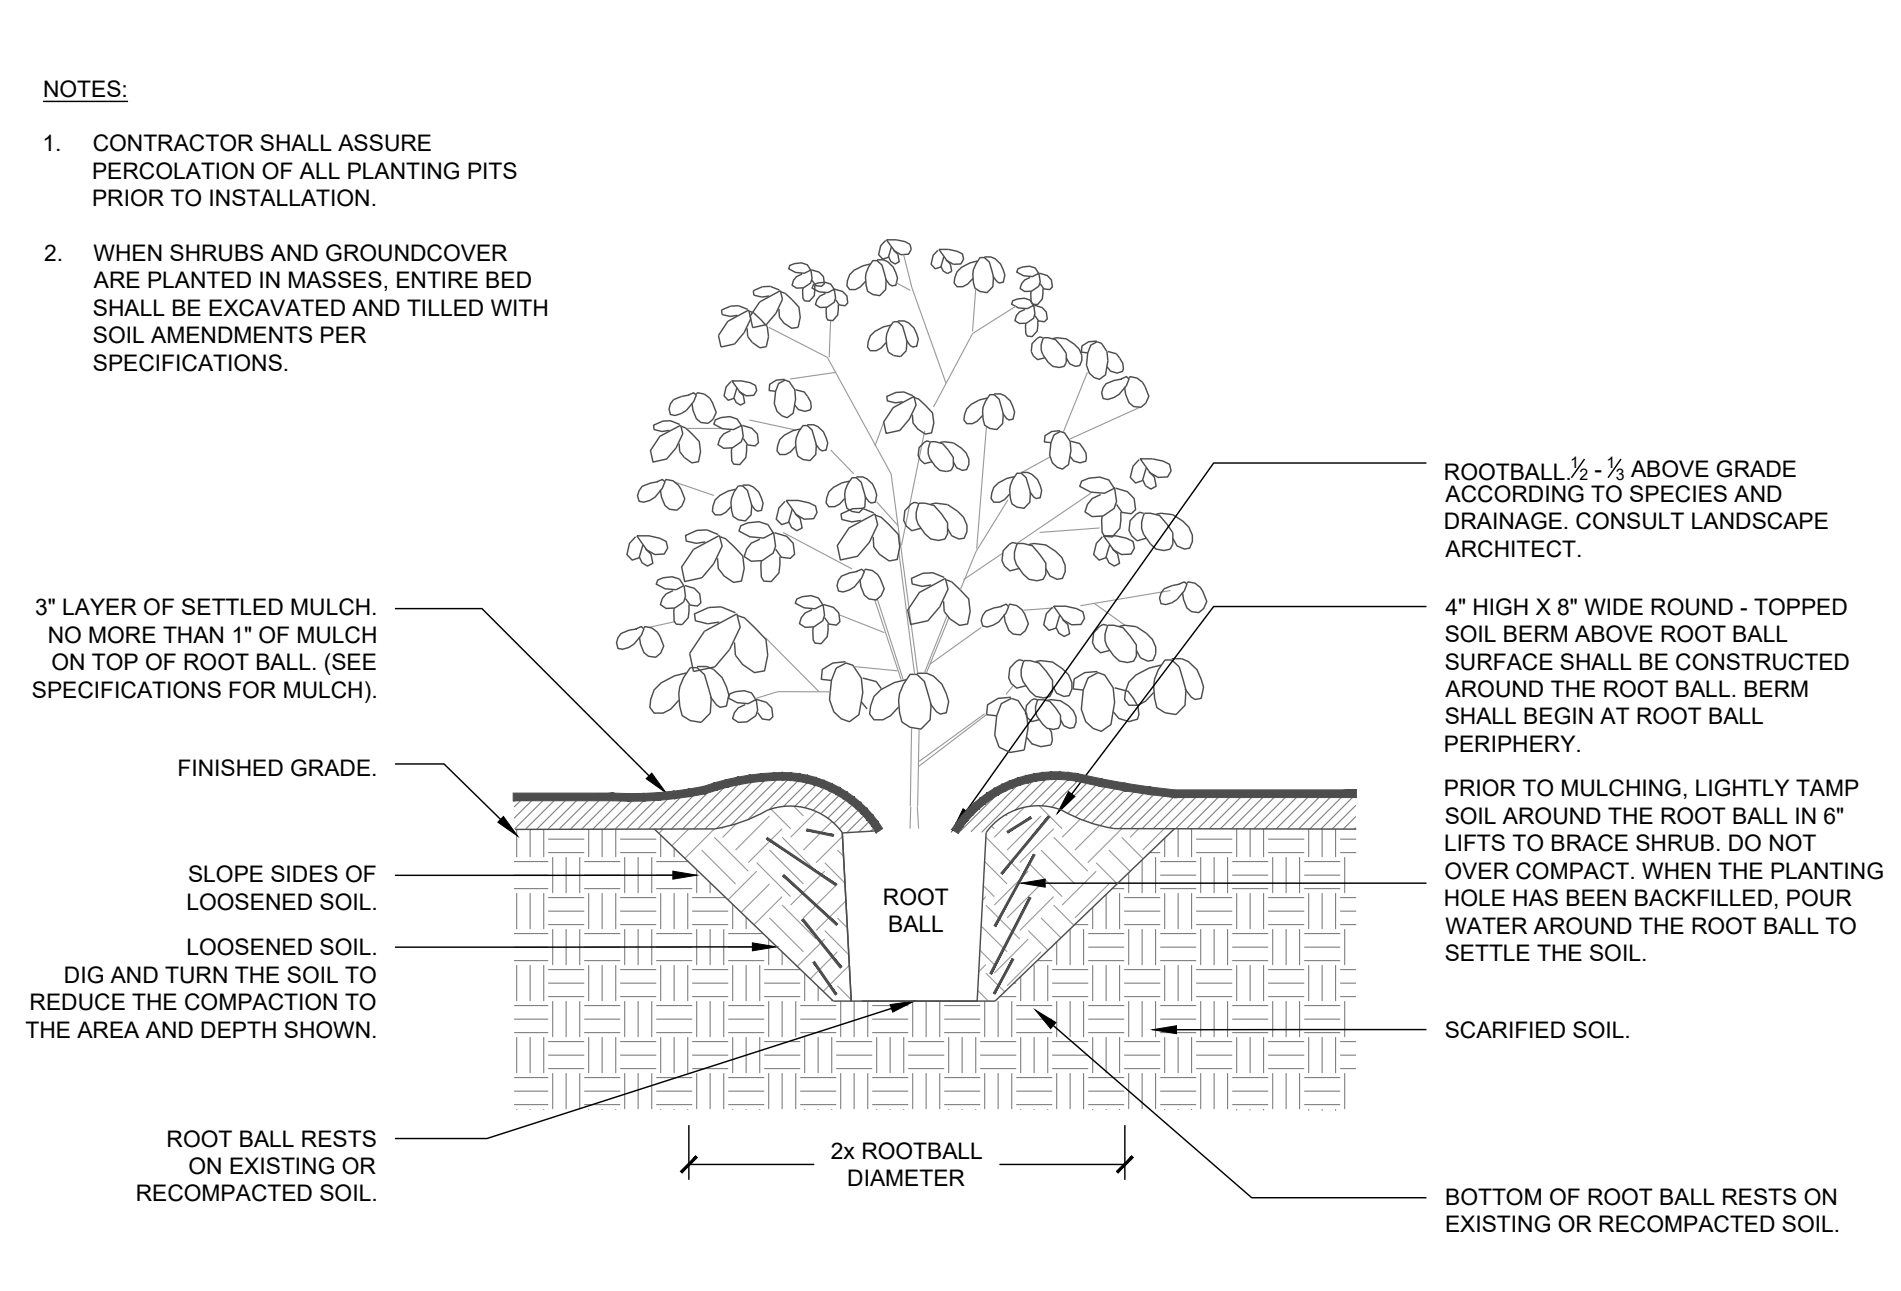 NOTES:
1. CONTRACTOR SHALL ASSURE
PERCOLATION OF ALL PLANTING PITS
PRIOR TO INSTALLATION.
2. WHEN SHRUBS AND GROUNDCOVER
ARE PLANTED IN MASSES, ENTIRE BED
SHALL BE EXCAVATED AND TILLED WITH
SOIL AMENDMENTS PER
SPECIFICATIONS.
3" LAYER OF SETTLED MULCH.
NO MORE THAN 1" OF MULCH
ON TOP OF ROOT BALL. (SEE
SPECIFICATIONS FOR MULCH).
FINISHED GRADE.
SLOPE SIDES OF
LOOSENED SOIL.
LOOSENED SOIL.
DIG AND TURN THE SOIL TO
REDUCE THE COMPACTION TO
THE AREA AND DEPTH SHOWN.
ROOT BALL RESTS
ON EXISTING OR
RECOMPACTED SOIL.
ROOT
BALL
2x ROOTBALL
DIAMETER
ROOTBALL.½ - ⅓ ABOVE GRADE
ACCORDING TO SPECIES AND
DRAINAGE. CONSULT LANDSCAPE
ARCHITECT.
4" HIGH X 8" WIDE ROUND - TOPPED
SOIL BERM ABOVE ROOT BALL
SURFACE SHALL BE CONSTRUCTED
AROUND THE ROOT BALL. BERM
SHALL BEGIN AT ROOT BALL
PERIPHERY.
PRIOR TO MULCHING, LIGHTLY TAMP
SOIL AROUND THE ROOT BALL IN 6"
LIFTS TO BRACE SHRUB. DO NOT
OVER COMPACT. WHEN THE PLANTING
HOLE HAS BEEN BACKFILLED, POUR
WATER AROUND THE ROOT BALL TO
SETTLE THE SOIL.
SCARIFIED SOIL.
BOTTOM OF ROOT BALL RESTS ON
EXISTING OR RECOMPACTED SOIL.